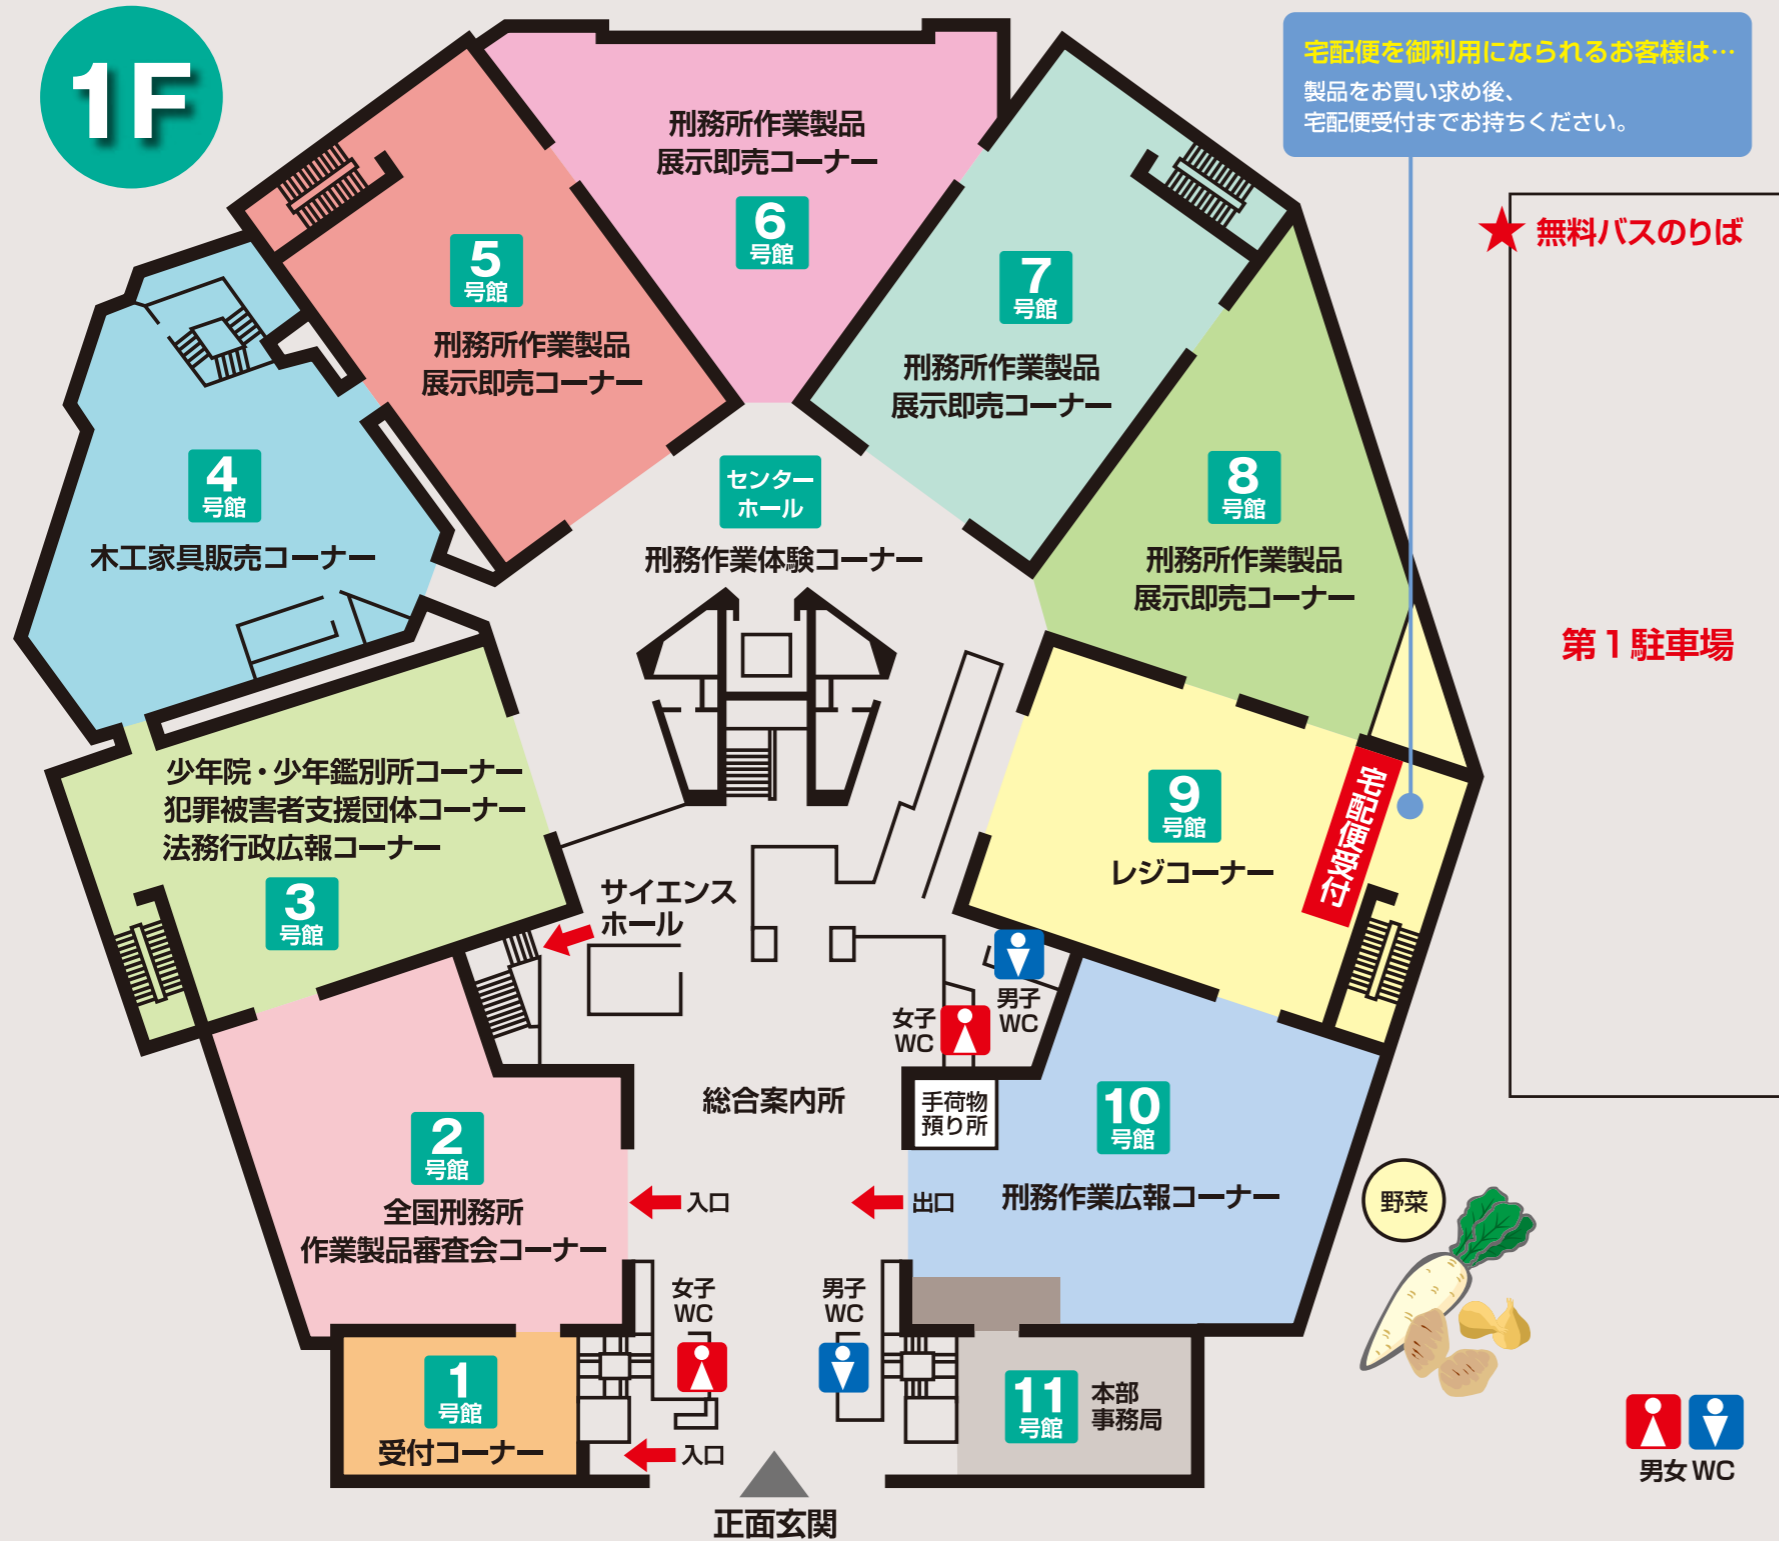 1F
宅配便を御利用になられるお客様は…
製品をお買い求め後、
宅配便受付までお持ちください。
刑務所作業製品
展示即売コーナー
6
号館
5
号館
刑務所作業製品
展示即売コーナー
7
号館
刑務所作業製品
展示即売コーナー
無料バスのりば
4
号館
木工家具販売コーナー
センター
ホール
刑務作業体験コーナー
8
号館
刑務所作業製品
展示即売コーナー
第1駐車場
少年院・少年鑑別所コーナー
犯罪被害者支援団体コーナー
法務行政広報コーナー
3
号館
サイエンス
ホール
9
号館
レジコーナー
宅配便受付
男子
WC
女子
WC
総合案内所
手荷物
預り所
2
号館
全国刑務所
作業製品審査会コーナー
入口
出口
10
号館
刑務作業広報コーナー
野菜
女子
WC
男子
WC
1
号館
受付コーナー
入口
11
号館
本部
事務局
正面玄関
男女WC